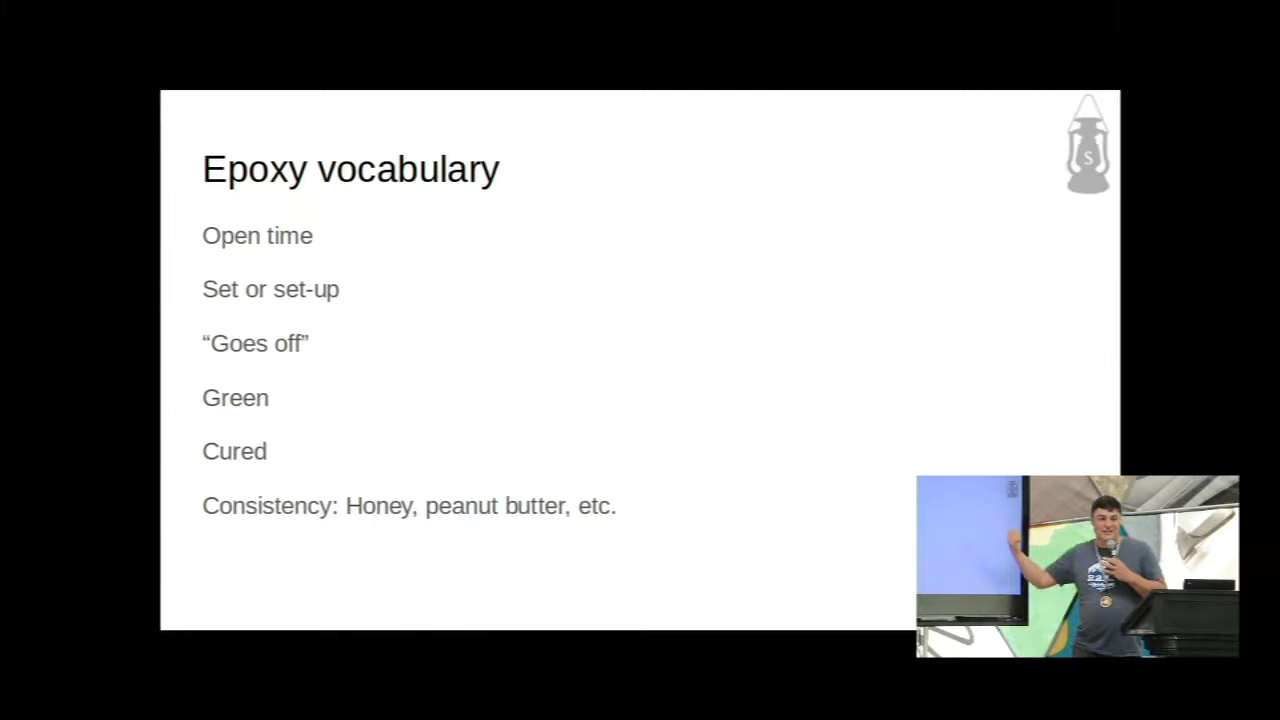 Epoxy vocabulary
S
Open time
Set or set-up
“Goes off”
Green
Cured
Consistency: Honey, peanut butter, etc.